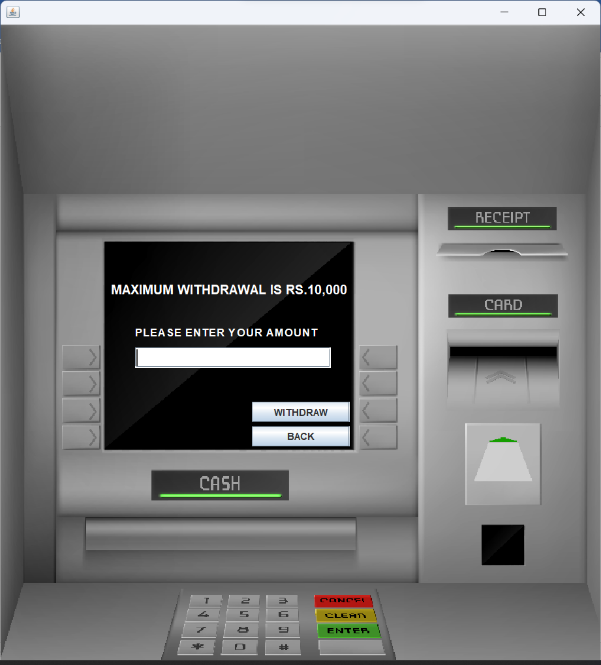 RECEIPT
MAXIMUM WITHDRAWAL IS RS.10,000
CARD
PLEASE ENTER YOUR AMOUNT
WITHDRAW
BACK
CASH
1 2 3 CANCEL
4 5 6 CLEAR
7 8 9 ENTER
* 0 #